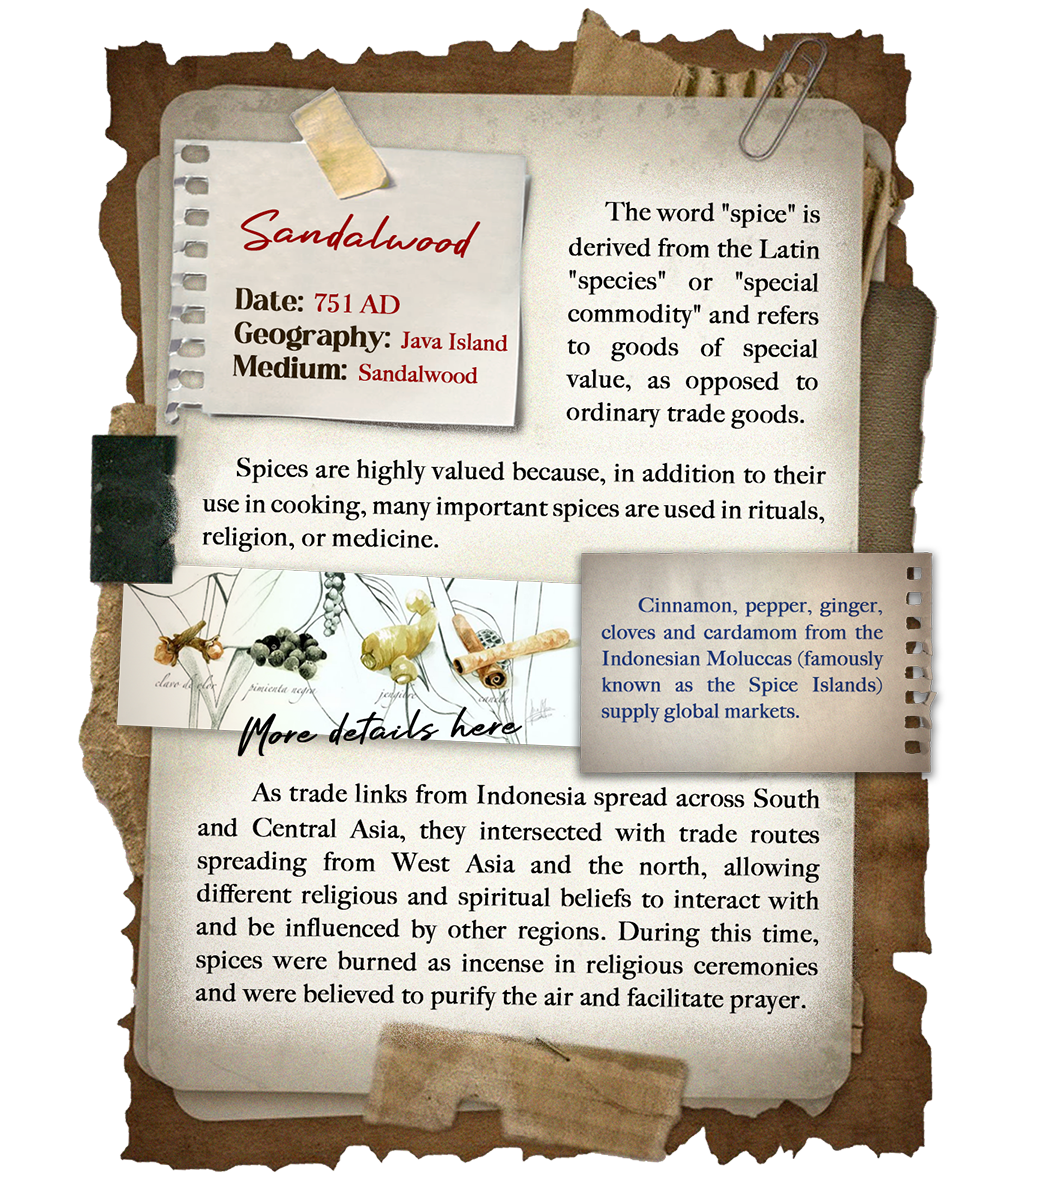 Sandalwood
Date: 751 AD
Geography: Java Island
Medium: Sandalwood
The word "spice" is
derived from the Latin
"species" or "special
commodity" and refers
to goods of special
value, as opposed to
ordinary trade goods.
Spices are highly valued because, in addition to their
use in cooking, many important spices are used in rituals,
religion, or medicine.
clavo de olor
pimienta negra
jengibre
canela
More details here
Cinnamon, pepper, ginger,
cloves and cardamom from the
Indonesian Moluccas (famously
known as the Spice Islands)
supply global markets.
As trade links from Indonesia spread across South
and Central Asia, they intersected with trade routes
spreading from West Asia and the north, allowing
different religious and spiritual beliefs to interact with
and be influenced by other regions. During this time,
spices were burned as incense in religious ceremonies
and were believed to purify the air and facilitate prayer.